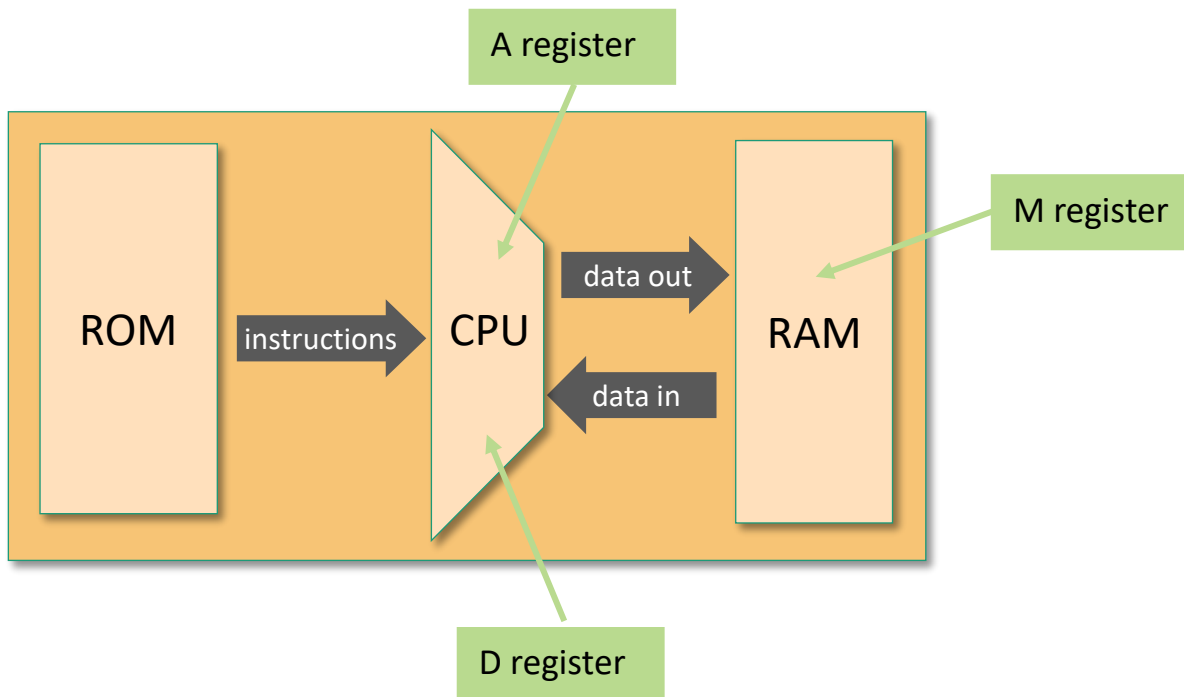 A register
M register
data out
ROM
instructions
CPU
RAM
data in
D register